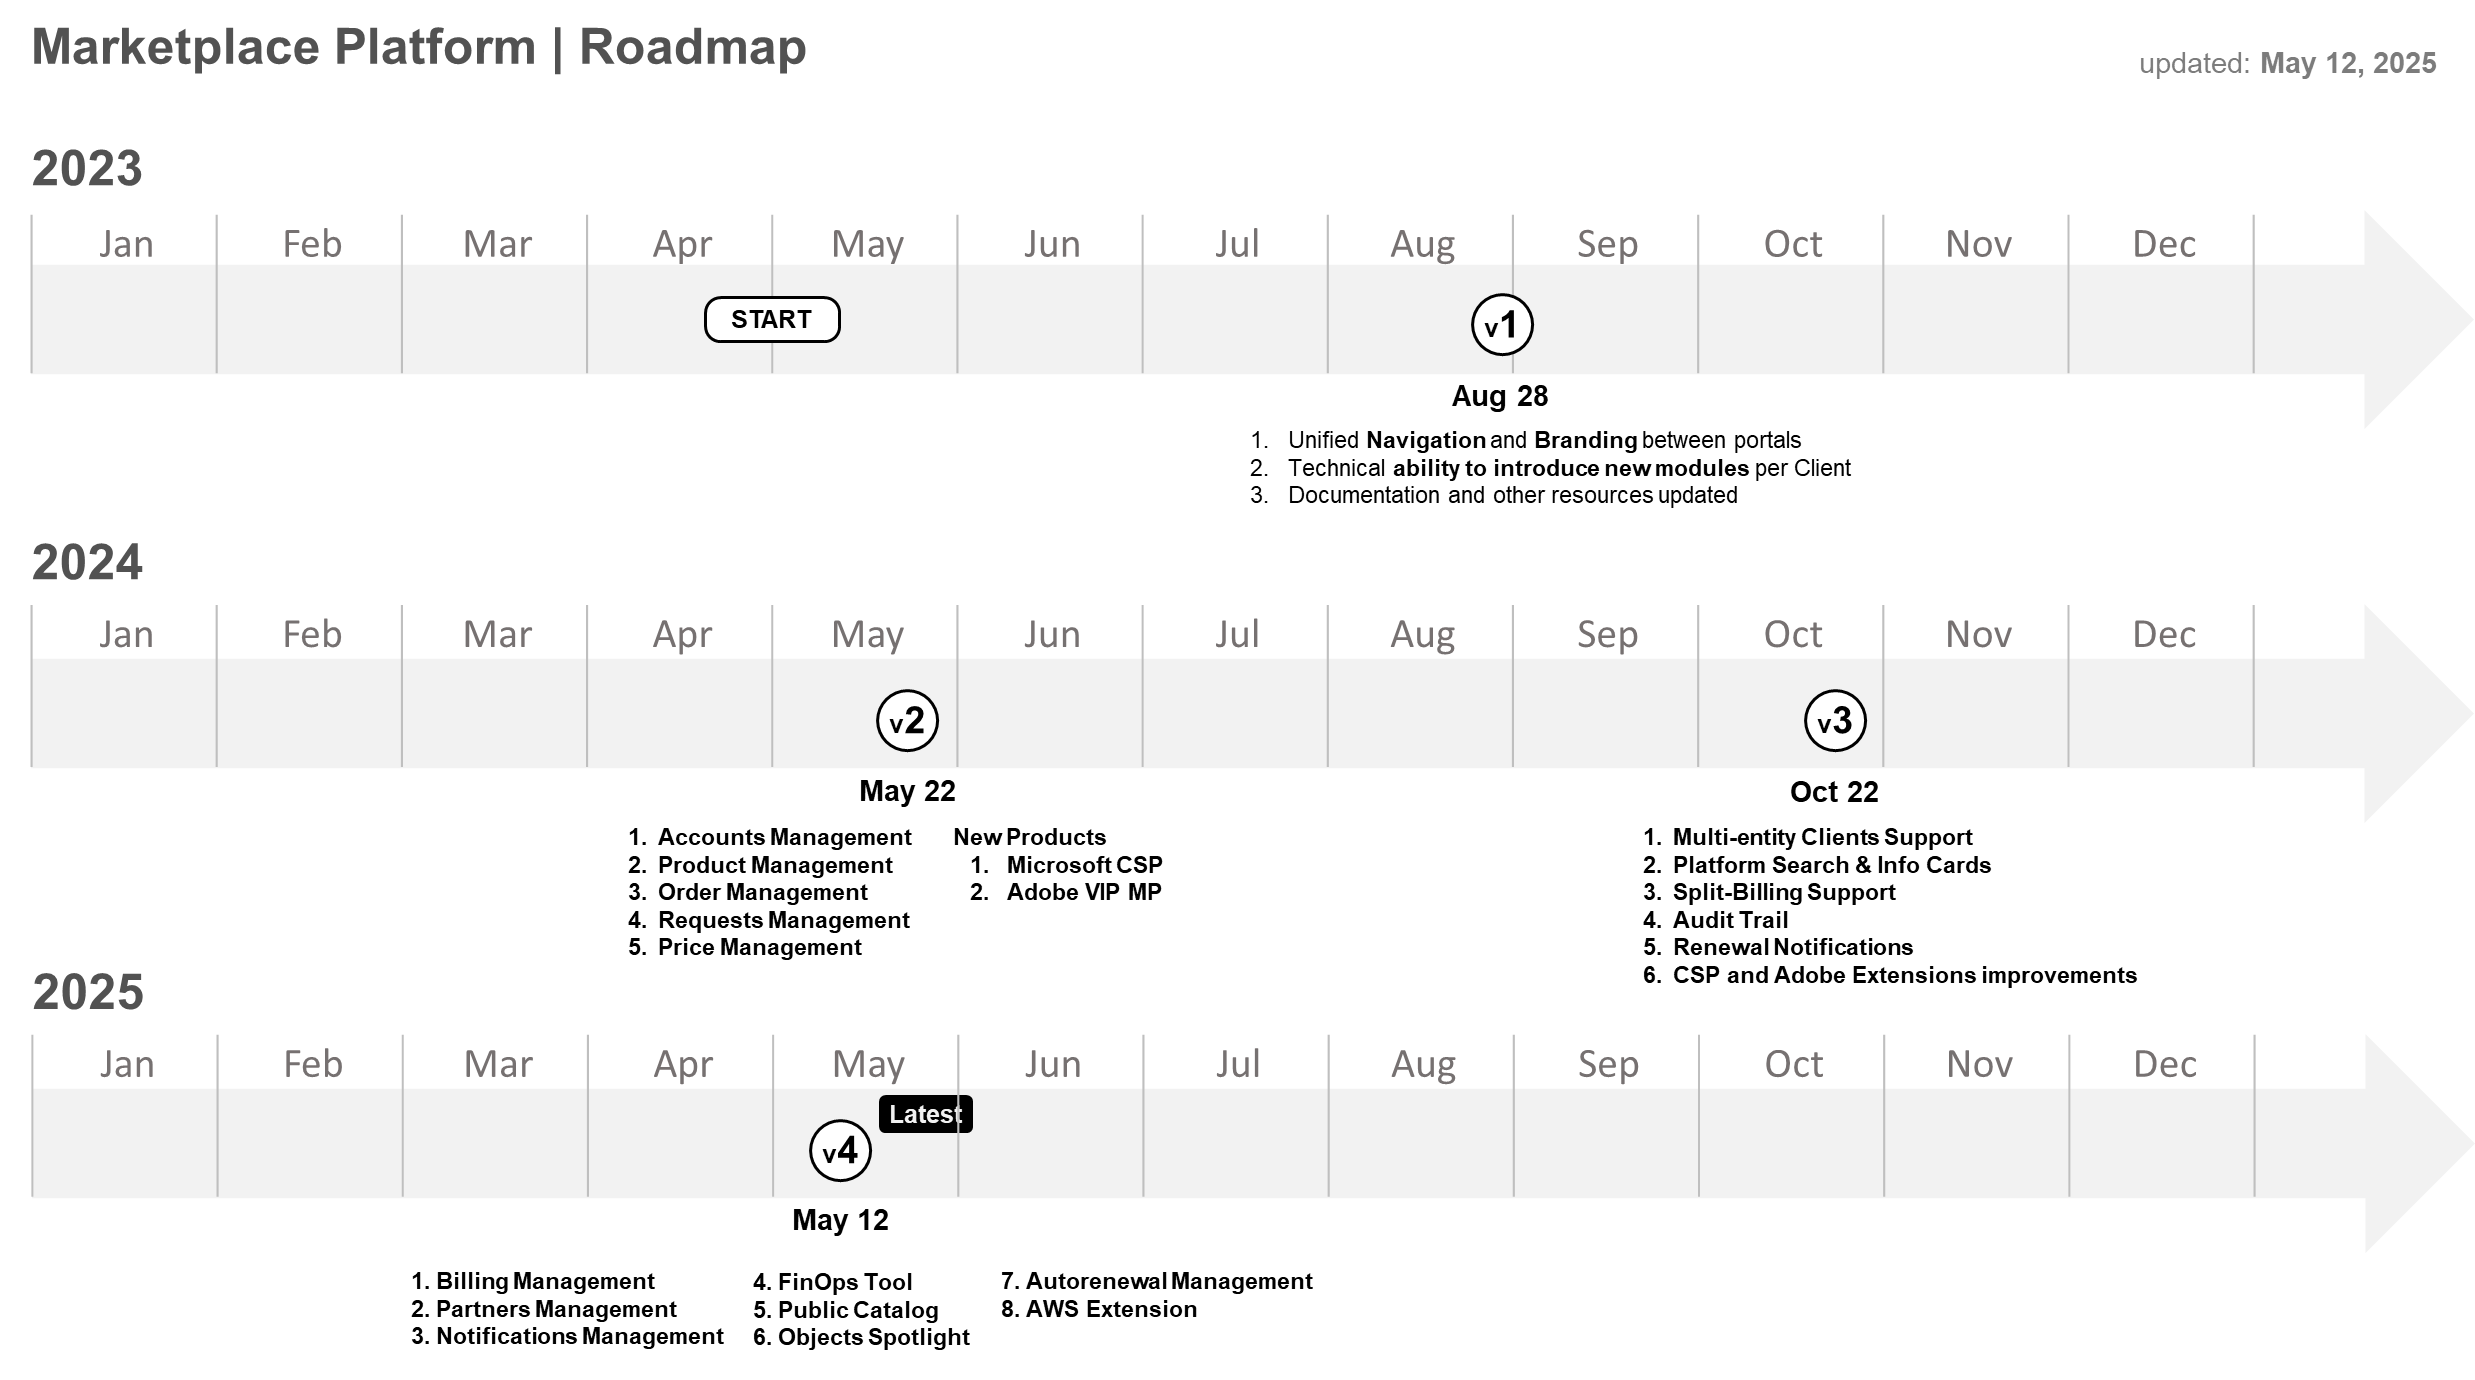 Marketplace Platform | Roadmap
updated: May 12, 2025
2023
Jan Feb Mar Apr May Jun Jul Aug Sep Oct Nov Dec
START
v1
Aug 28
1. Unified Navigation and Branding between portals
2. Technical ability to introduce new modules per Client
3. Documentation and other resources updated
2024
Jan Feb Mar Apr May Jun Jul Aug Sep Oct Nov Dec
v2
May 22
1. Accounts Management
2. Product Management
3. Order Management
4. Requests Management
5. Price Management
New Products
1. Microsoft CSP
2. Adobe VIP MP
v3
Oct 22
1. Multi-entity Clients Support
2. Platform Search & Info Cards
3. Split-Billing Support
4. Audit Trail
5. Renewal Notifications
6. CSP and Adobe Extensions improvements
2025
Jan Feb Mar Apr May Jun Jul Aug Sep Oct Nov Dec
Latest
v4
May 12
1. Billing Management
2. Partners Management
3. Notifications Management
4. FinOps Tool
5. Public Catalog
6. Objects Spotlight
7. Autorenewal Management
8. AWS Extension